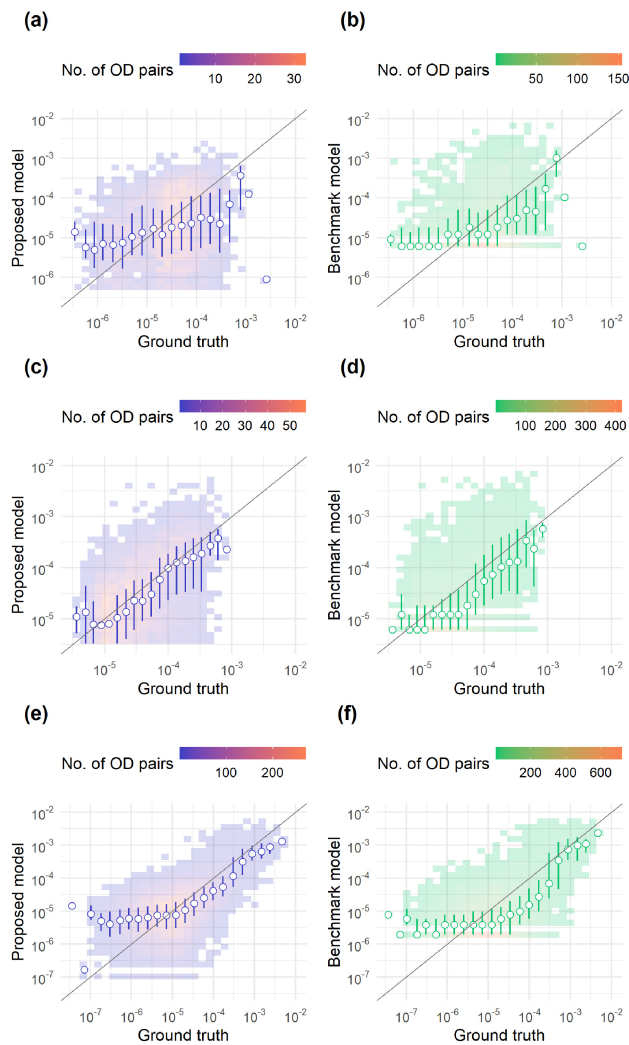 (a) (b)
No. of OD pairs 10 20 30 No. of OD pairs 50 100 150
Proposed model 10⁻² 10⁻³ 10⁻⁴ 10⁻⁵ 10⁻⁶
Benchmark model 10⁻² 10⁻³ 10⁻⁴ 10⁻⁵ 10⁻⁶
10⁻⁶ 10⁻⁵ 10⁻⁴ 10⁻³ 10⁻² 10⁻⁶ 10⁻⁵ 10⁻⁴ 10⁻³ 10⁻²
Ground truth Ground truth
(c) (d)
No. of OD pairs 10 20 30 40 50 No. of OD pairs 100 200 300 400
Proposed model 10⁻² 10⁻³ 10⁻⁴ 10⁻⁵
Benchmark model 10⁻² 10⁻³ 10⁻⁴ 10⁻⁵
10⁻⁵ 10⁻⁴ 10⁻³ 10⁻² 10⁻⁵ 10⁻⁴ 10⁻³ 10⁻²
Ground truth Ground truth
(e) (f)
No. of OD pairs 100 200 No. of OD pairs 200 400 600
Proposed model 10⁻² 10⁻³ 10⁻⁴ 10⁻⁵ 10⁻⁶ 10⁻⁷
Benchmark model 10⁻² 10⁻³ 10⁻⁴ 10⁻⁵ 10⁻⁶ 10⁻⁷
10⁻⁷ 10⁻⁶ 10⁻⁵ 10⁻⁴ 10⁻³ 10⁻² 10⁻⁷ 10⁻⁶ 10⁻⁵ 10⁻⁴ 10⁻³ 10⁻²
Ground truth Ground truth